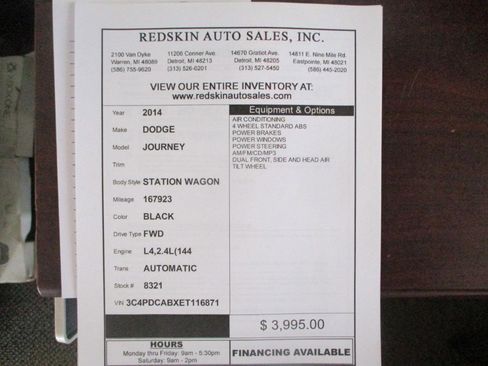 REDSKIN AUTO SALES, INC.
2100 Van Dyke 11206 Conner Ave. 14670 Gratiot Ave. 14811 E. Nine Mile Rd.
Warren, MI 48089 Detroit, MI 48213 Detroit, MI 48205 Eastpointe, MI 48021
(586) 755-9620 (313) 526-0201 (313) 527-5450 (586) 445-2020
VIEW OUR ENTIRE INVENTORY AT:
www.redskinautosales.com
Year 2014
Make DODGE
Model JOURNEY
Trim
Body Style STATION WAGON
Mileage 167923
Color BLACK
Drive Type FWD
Engine L4,2.4L(144
Trans AUTOMATIC
Stock # 8321
VIN 3C4PDCABXET116871
Equipment & Options
AIR CONDITIONING
4 WHEEL STANDARD ABS
POWER BRAKES
POWER WINDOWS
POWER STEERING
AM/FM/CD/MP3
DUAL FRONT, SIDE AND HEAD AIR
TILT WHEEL
$ 3,995.00
HOURS
Monday thru Friday: 9am - 5:30pm
Saturday: 9am - 2pm
FINANCING AVAILABLE